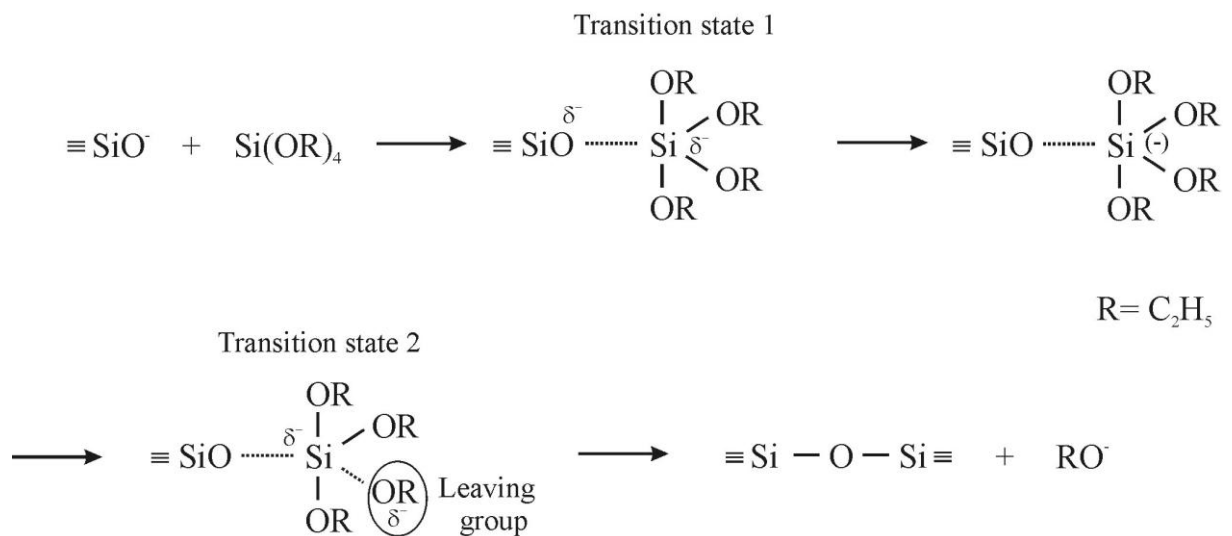 Transition state 1
≡ SiO⁻ + Si(OR)₄
≡ SiO δ⁻ Si δ⁻ OR OR OR OR
≡ SiO Si (-) OR OR OR OR
R= C₂H₅
Transition state 2
≡ SiO δ⁻ Si OR OR OR δ⁻ OR
Leaving
group
≡Si — O — Si≡ + RO⁻